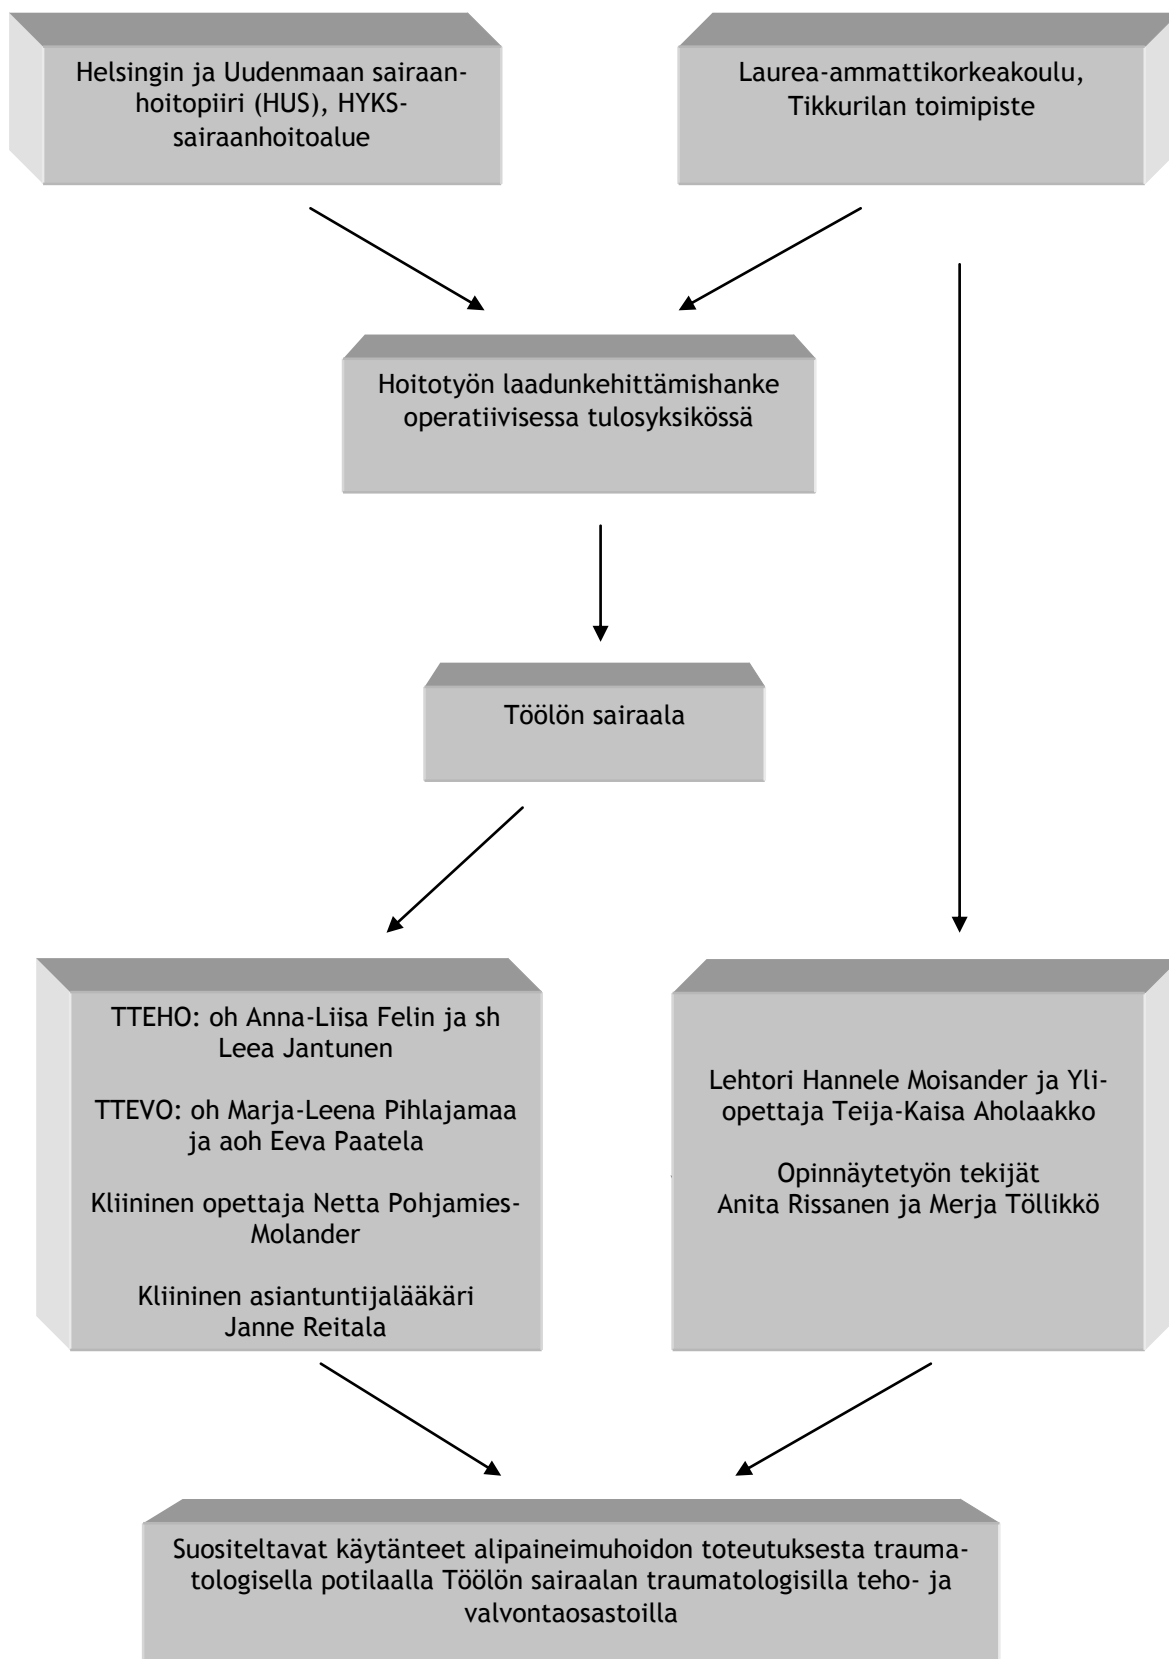 Helsingin ja Uudenmaan sairaan-
hoitopiiri (HUS), HYKS-
sairaanhoitoalue
Laurea-ammattikorkeakoulu,
Tikkurilan toimipiste
Hoitotyön laadunkehittämishanke
operatiivisessa tulosyksikössä
Töölön sairaala
TTEHO: oh Anna-Liisa Felin ja sh
Leea Jantunen
TTEVO: oh Marja-Leena Pihlajamaa
ja aoh Eeva Paatela
Kliininen opettaja Netta Pohjamies-
Molander
Kliininen asiantuntijalääkäri
Janne Reitala
Lehtori Hannele Moisander ja Yli-
opettaja Teija-Kaisa Aholaakko
Opinnäytetyön tekijät
Anita Rissanen ja Merja Töllikkö
Suositeltavat käytänteet alipaineimuhoidon toteutuksesta trauma-
tologisella potilaalla Töölön sairaalan traumatologisilla teho- ja
valvontaosastoilla